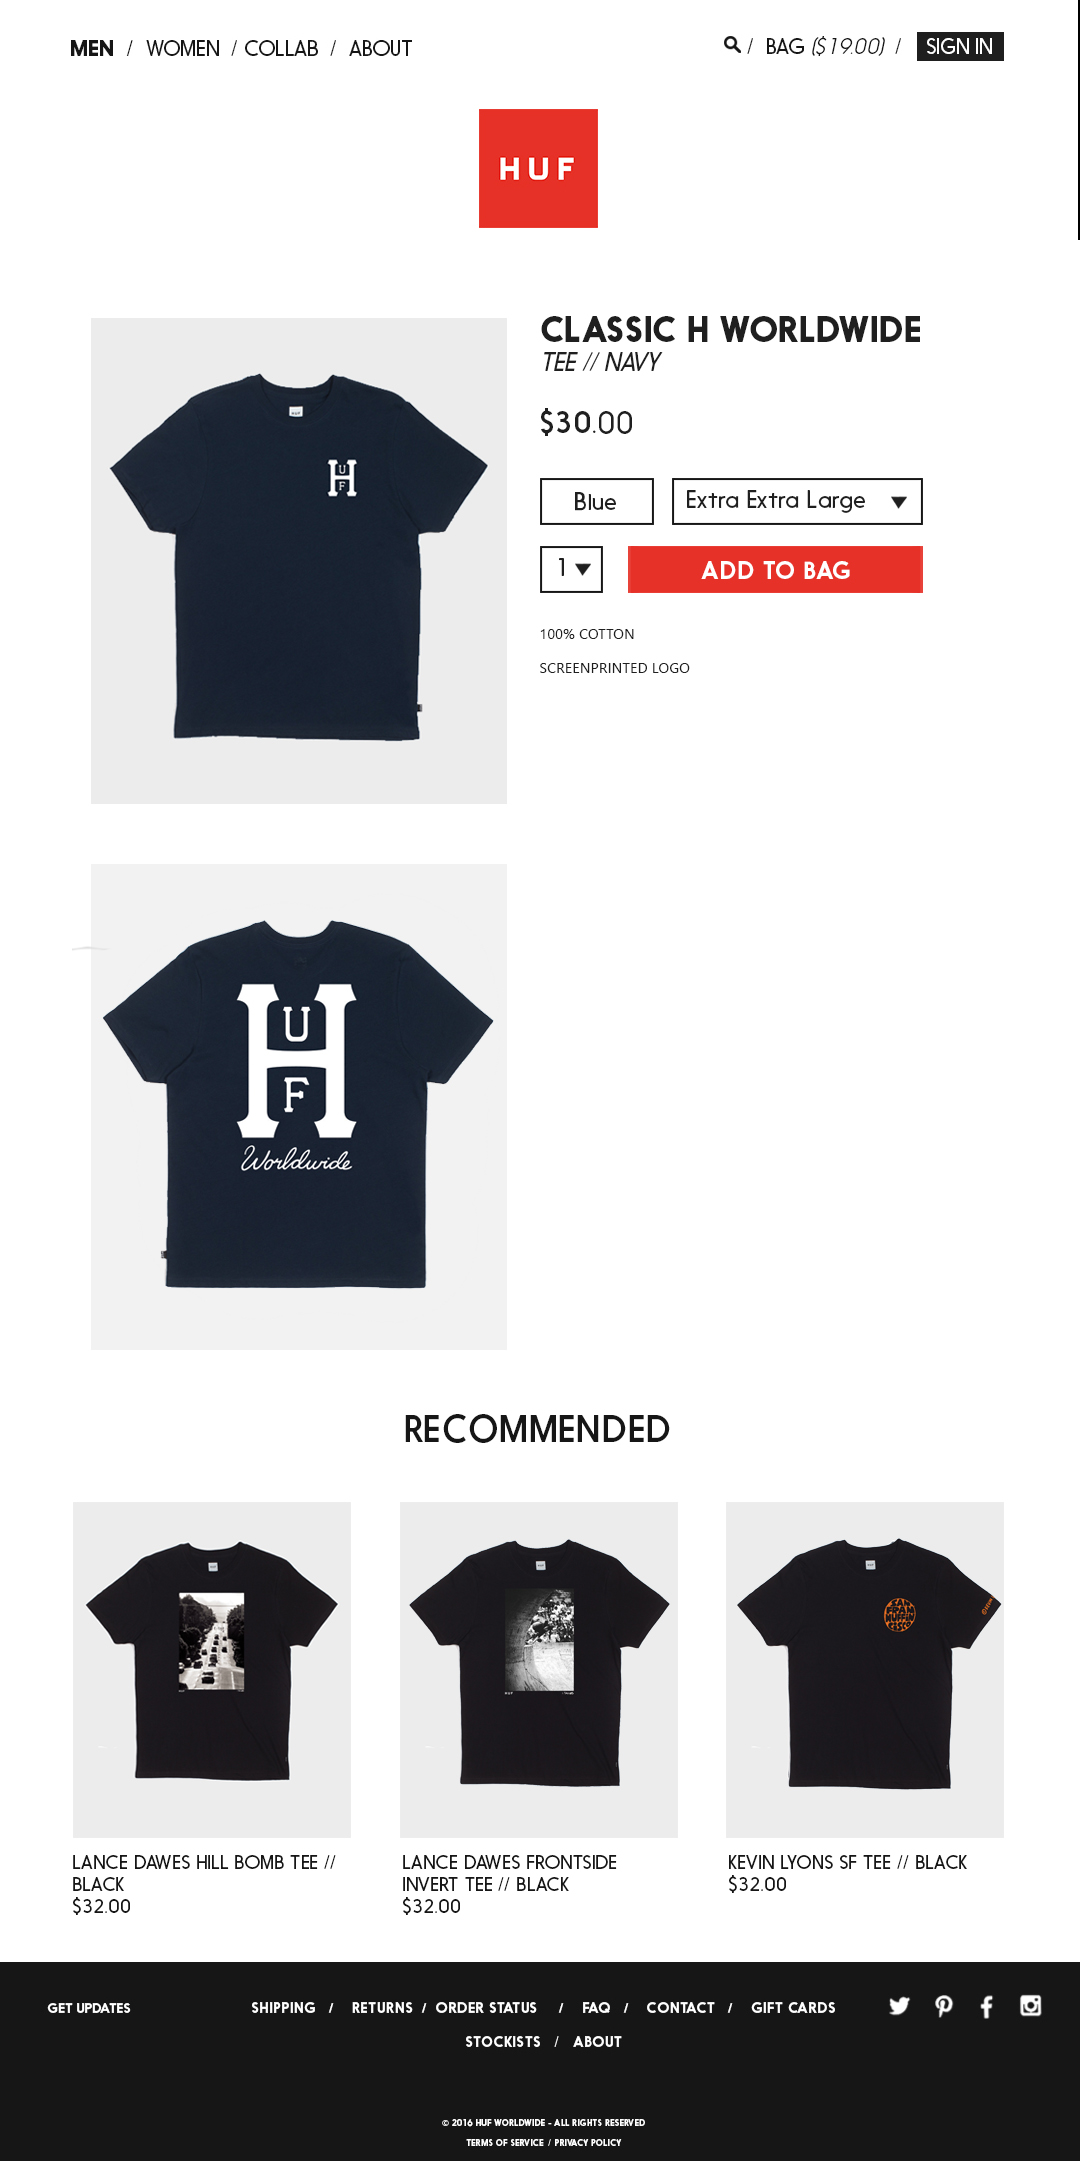 MEN / WOMEN / COLLAB / ABOUT
/ BAG ($19.00) / SIGN IN
HUF
CLASSIC H WORLDWIDE
TEE // NAVY
$30.00
Blue
Extra Extra Large
1
ADD TO BAG
100% COTTON
SCREENPRINTED LOGO
HUF
H
U
F
H
U
F
Worldwide
RECOMMENDED
LANCE DAWES HILL BOMB TEE //
BLACK
$32.00
HUF
LANCE DAWES FRONTSIDE
INVERT TEE // BLACK
$32.00
SAN
FRAN
KEVIN LYONS SF TEE // BLACK
$32.00
GET UPDATES
SHIPPING / RETURNS / ORDER STATUS / FAQ / CONTACT / GIFT CARDS
STOCKISTS / ABOUT
© 2016 HUF WORLDWIDE - ALL RIGHTS RESERVED
TERMS OF SERVICE / PRIVACY POLICY